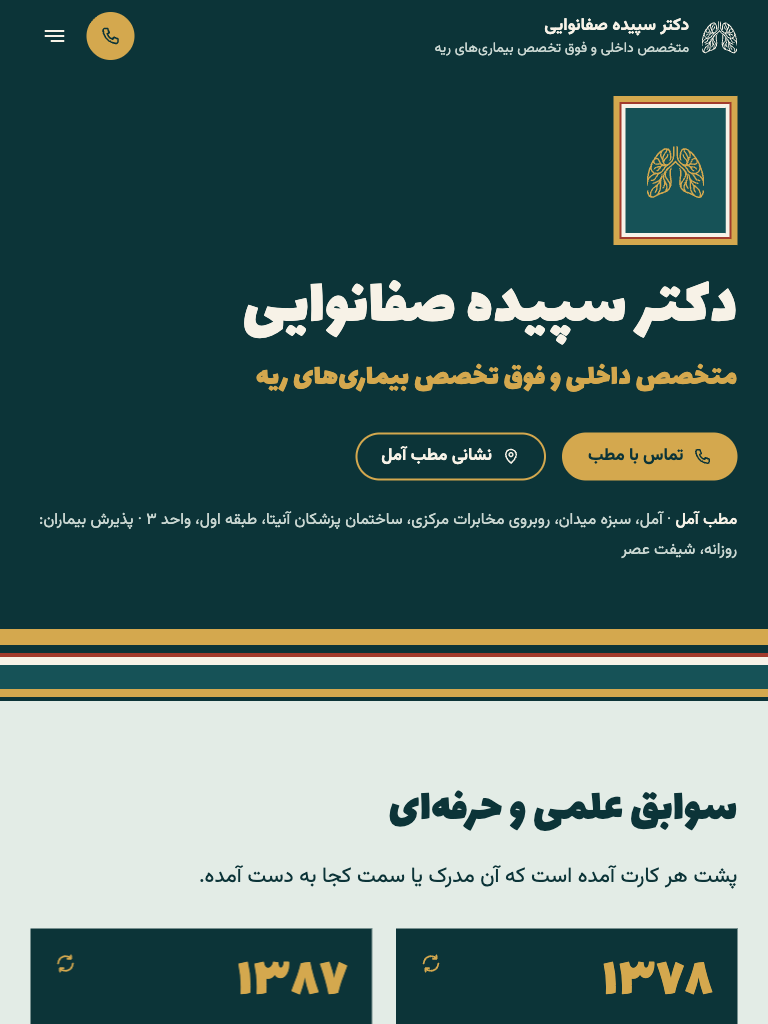 دکتر سپیده صفانوایی
متخصص داخلی و فوق تخصص بیماری‌های ریه
دکتر سپیده صفانوایی
متخصص داخلی و فوق تخصص بیماری‌های ریه
تماس با مطب
نشانی مطب آمل
مطب آمل · آمل، سبزه میدان، روبروی مخابرات مرکزی، ساختمان پزشکان آنیتا، طبقه اول، واحد ۳ · پذیرش بیماران:
روزانه، شیفت عصر
سوابق علمی و حرفه‌ای
پشت هر کارت آمده است که آن مدرک یا سمت کجا به دست آمده.
۱۳۷۸
۱۳۸۷